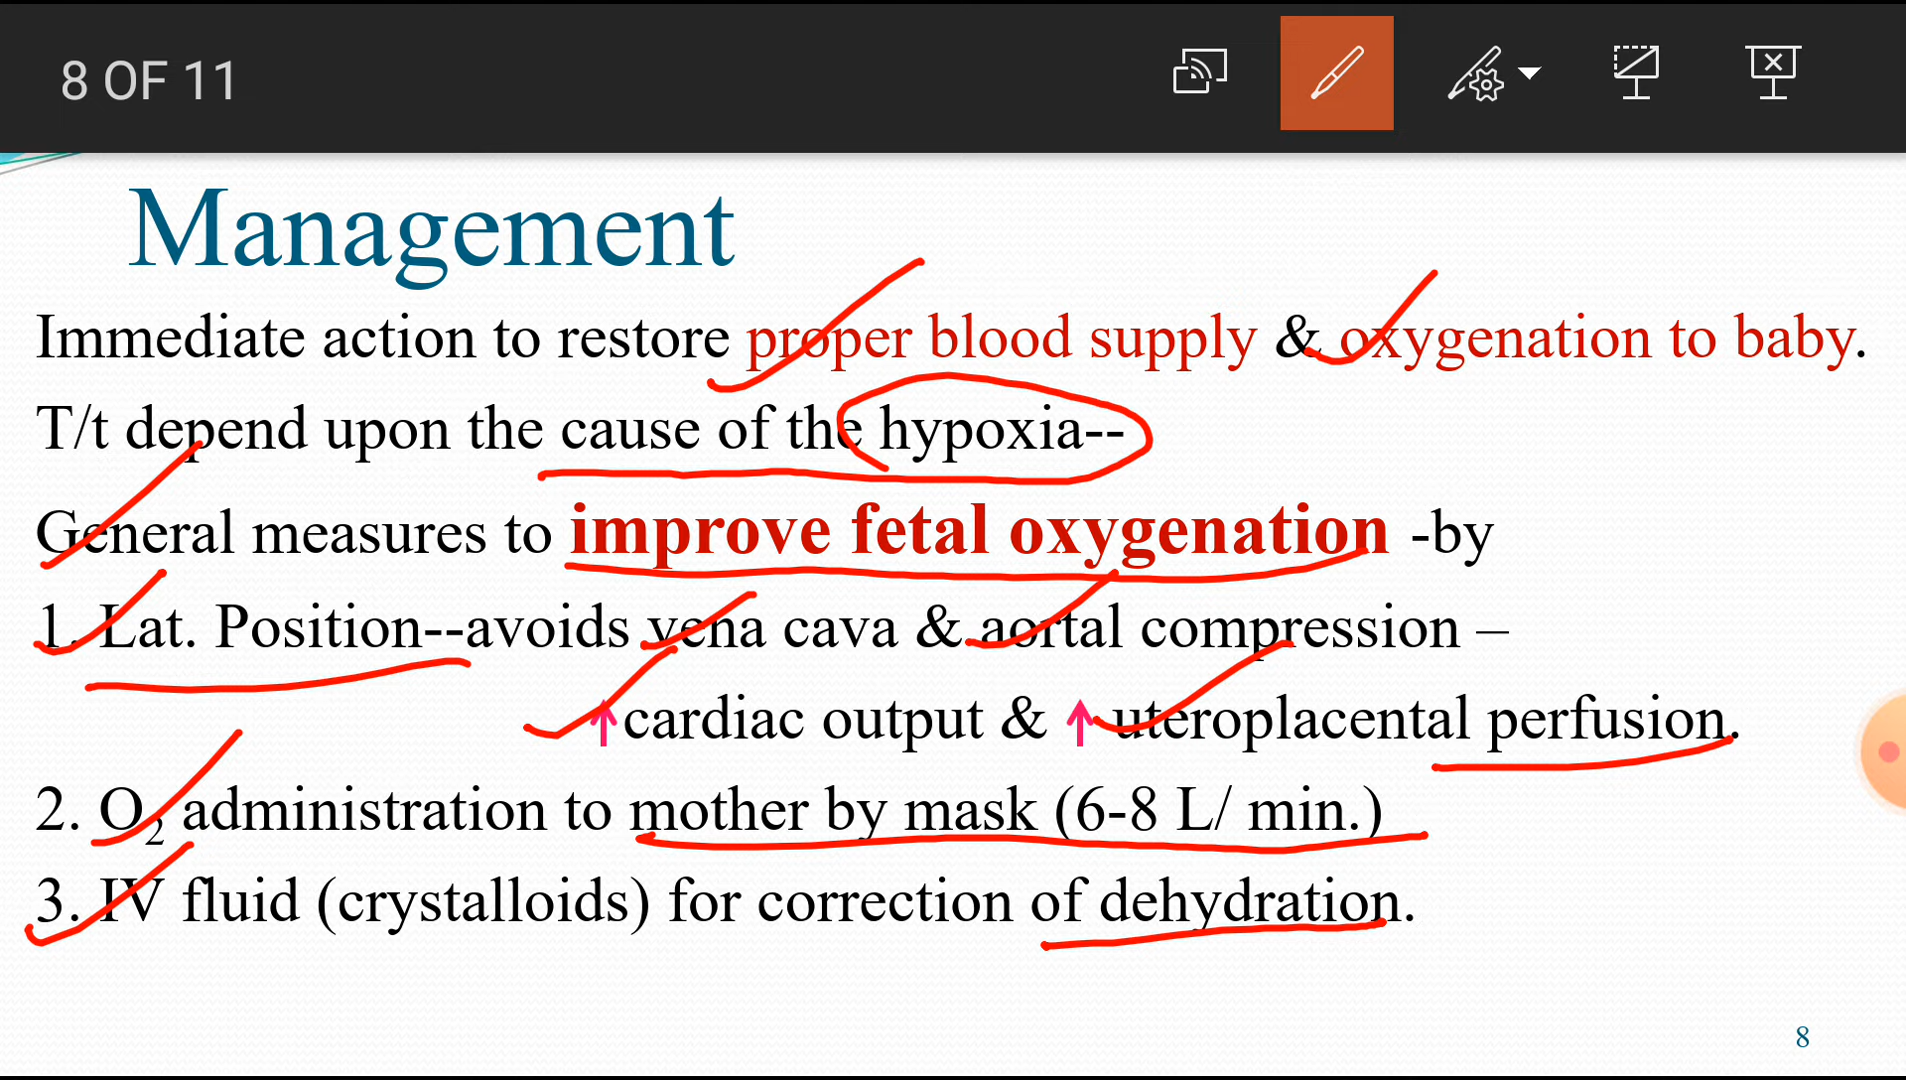 8 OF 11
Management
Immediate action to restore proper blood supply & oxygenation to baby.
T/t depend upon the cause of the hypoxia--
General measures to improve fetal oxygenation -by
1. Lat. Position--avoids vena cava & aortal compression –
↑cardiac output & ↑ uteroplacental perfusion.
2. O₂ administration to mother by mask (6-8 L/ min.)
3. IV fluid (crystalloids) for correction of dehydration.
8